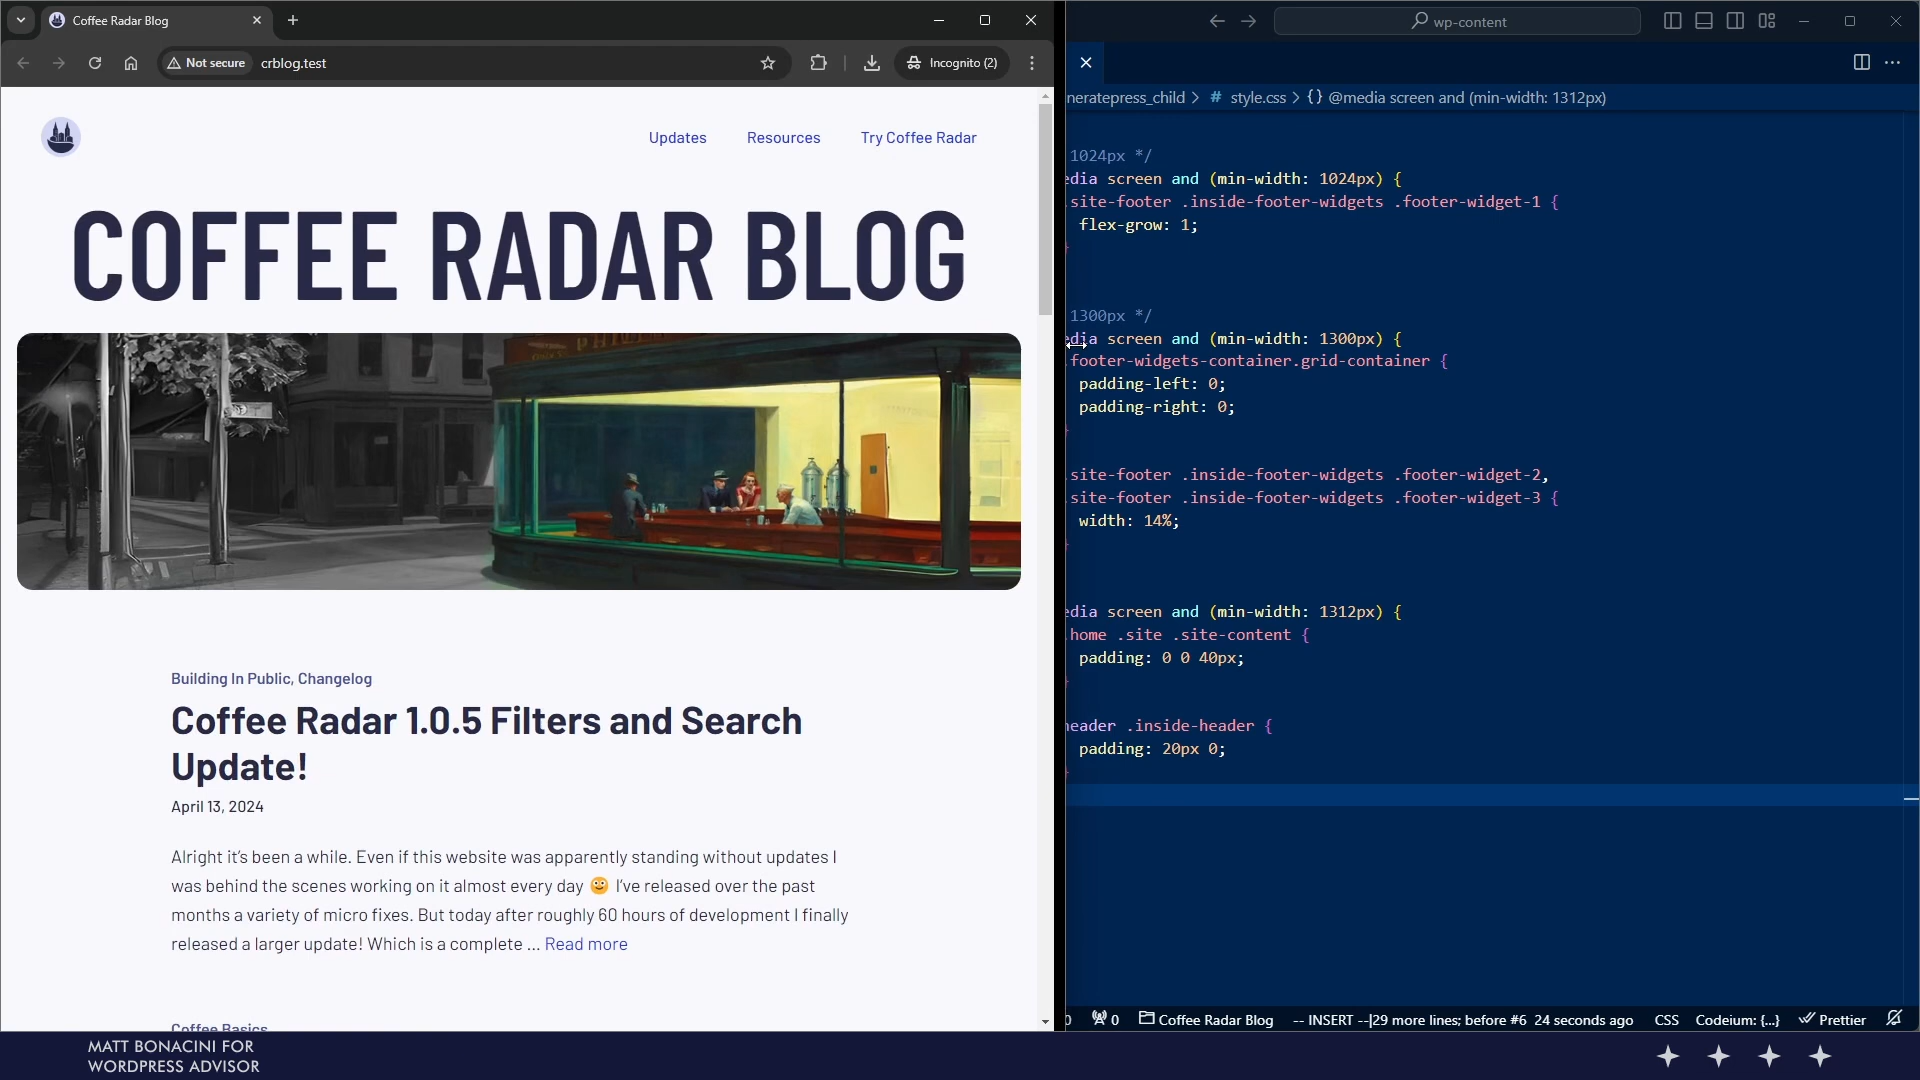 Coffee Radar Blog
Not secure
crblog.test
Incognito (2)
Updates
Resources
Try Coffee Radar
COFFEE RADAR BLOG
Building In Public, Changelog
Coffee Radar 1.0.5 Filters and Search
Update!
April 13, 2024
Alright it’s been a while. Even if this website was apparently standing without updates I
was behind the scenes working on it almost every day 🙂 I’ve released over the past
months a variety of micro fixes. But today after roughly 60 hours of development I finally
released a larger update! Which is a complete … Read more
Coffee Basics
wp-content
neratepress_child > # style.css > {} @media screen and (min-width: 1312px)
1024px */
edia screen and (min-width: 1024px) {
.site-footer .inside-footer-widgets .footer-widget-1 {
flex-grow: 1;
}
1300px */
edia screen and (min-width: 1300px) {
.footer-widgets-container.grid-container {
padding-left: 0;
padding-right: 0;
}
.site-footer .inside-footer-widgets .footer-widget-2,
.site-footer .inside-footer-widgets .footer-widget-3 {
width: 14%;
}
edia screen and (min-width: 1312px) {
.home .site .site-content {
padding: 0 0 40px;
}
header .inside-header {
padding: 20px 0;
}
0 0 Coffee Radar Blog -- INSERT --|29 more lines; before #6 24 seconds ago CSS Codeium: {...} Prettier
MATT BONACINI FOR
WORDPRESS ADVISOR